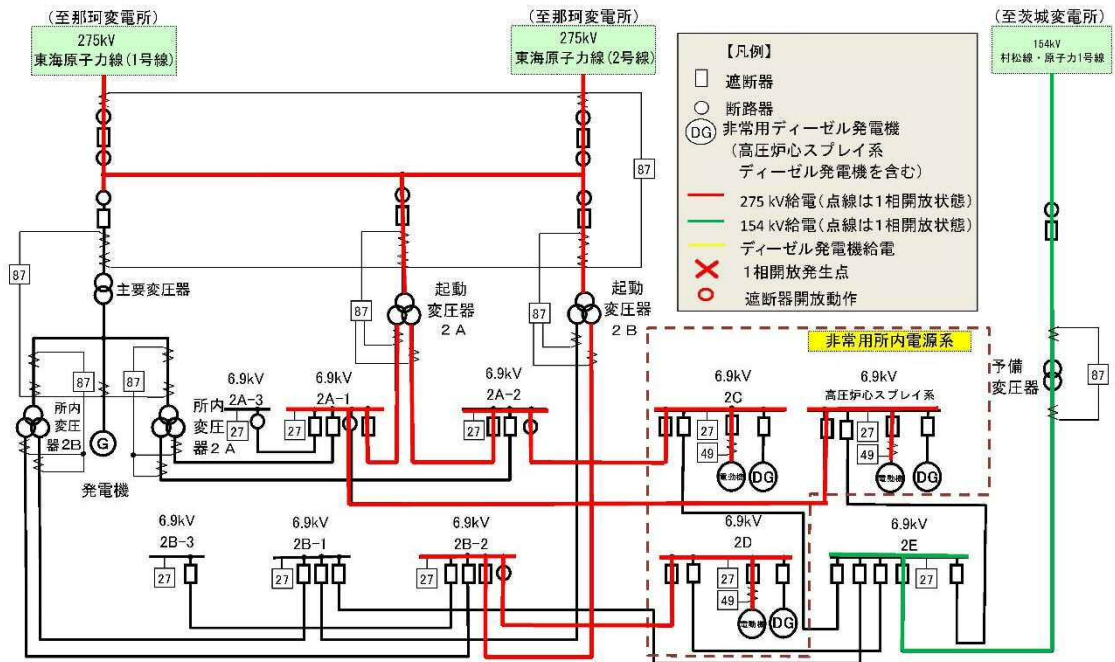 (至那珂変電所)
275kV
東海原子力線(1号線)
(至那珂変電所)
275kV
東海原子力線(2号線)
(至茨城変電所)
154kV
村松線・原子力1号線
【凡例】
遮断器
断路器
DG
非常用ディーゼル発電機
(高圧炉心スプレイ系
ディーゼル発電機を含む)
275 kV給電(点線は1相開放状態)
154 kV給電(点線は1相開放状態)
ディーゼル発電機給電
1相開放発生点
遮断器開放動作
87
87
主要変圧器
87
起動
変圧器
2A
87
起動
変圧器
2B
非常用所内電源系
予備
変圧器
87
87
87
所内
変圧
器2B
G
発電機
所内
変圧
器2A
6.9kV
2A-3
27
6.9kV
2A-1
27
6.9kV
2A-2
27
6.9kV
2C
27
49
電動機
DG
6.9kV
高圧炉心スプレイ系
27
49
電動機
DG
6.9kV
2B-3
27
6.9kV
2B-1
27
6.9kV
2B-2
27
6.9kV
2D
27
49
電動機
DG
6.9kV
2E
27